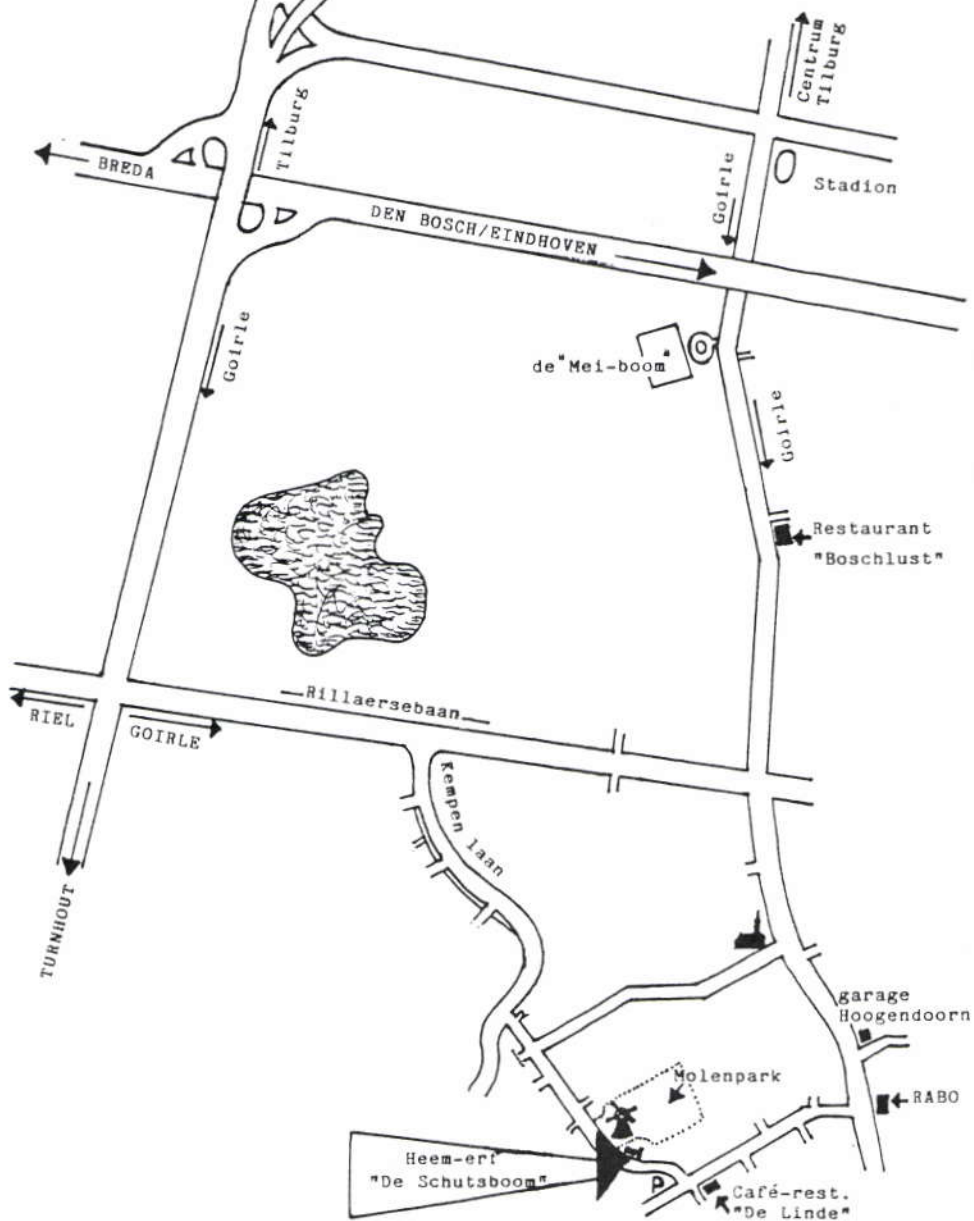 Centrum
Tilburg
Tilburg
BREDA
Stadion
Goirle
DEN BOSCH/EINDHOVEN
Goirle
de "Mei-boom"
Goirle
Restaurant
"Boschlust"
Rillaersebaan
RIEL
GOIRLE
Kempen laan
TURNHOUT
garage
Hoogendoorn
Molenpark
RABO
Heem-erf
"De Schutsboom"
P
Café-rest.
"De Linde"